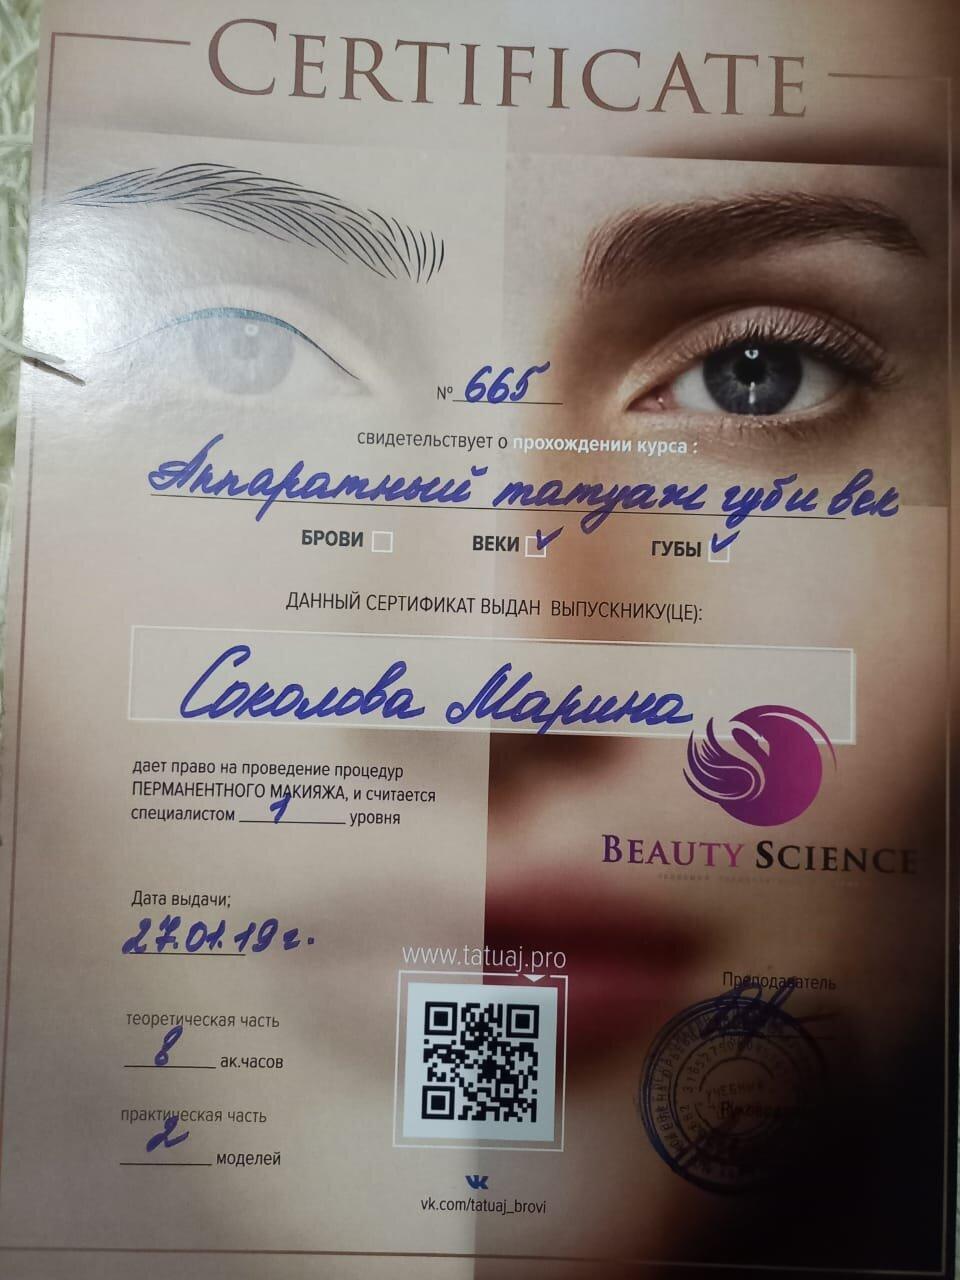 CERTIFICATE
№ 665
свидетельствует о прохождении курса :
Аппаратный татуаж губ и век
БРОВИ ВЕКИ ГУБЫ
ДАННЫЙ СЕРТИФИКАТ ВЫДАН ВЫПУСКНИКУ(ЦЕ):
Соколова Марина
дает право на проведение процедур
ПЕРМАНЕНТНОГО МАКИЯЖА, и считается
специалистом 1 уровня
BEAUTY SCIENCE
Дата выдачи;
27.01.19 г.
www.tatuaj.pro
Преподаватель
теоретическая часть
8 ак.часов
практическая часть
2 моделей
vk.com/tatuaj_brovi